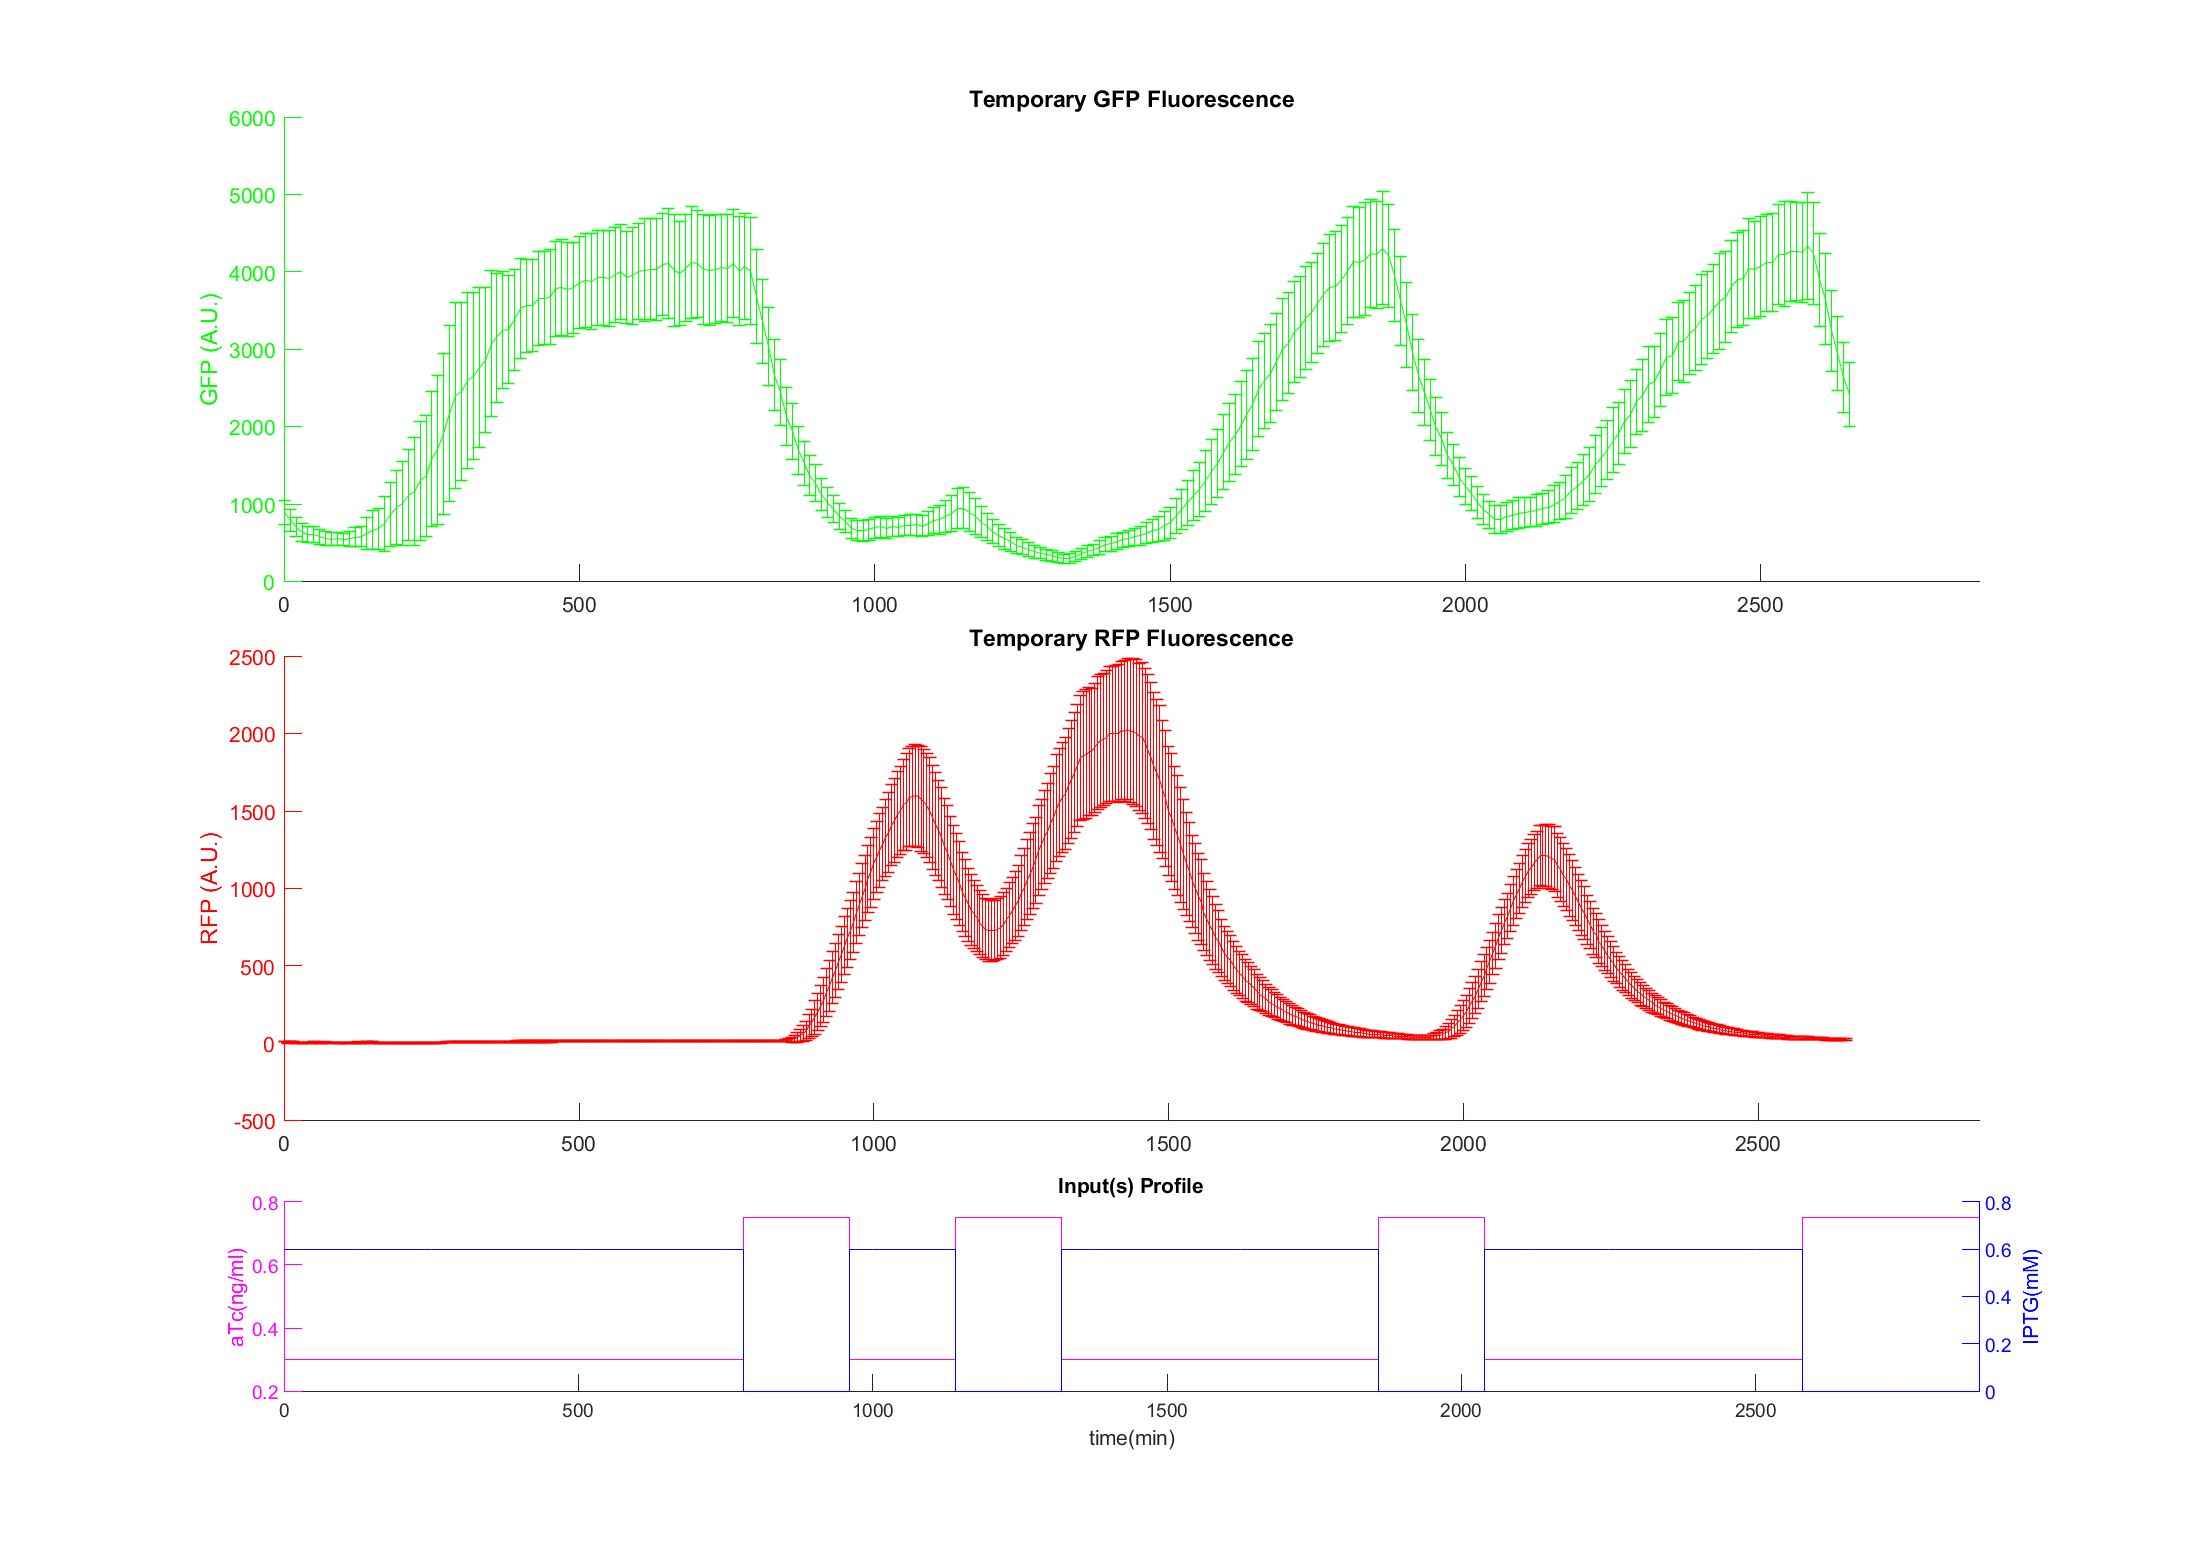 Temporary GFP Fluorescence
6000
5000
4000
3000
2000
1000
0
GFP (A.U.)
0 500 1000 1500 2000 2500
Temporary RFP Fluorescence
2500
2000
1500
1000
500
0
-500
RFP (A.U.)
0 500 1000 1500 2000 2500
Input(s) Profile
0.8
0.6
0.4
0.2
aTc(ng/ml)
0.8
0.6
0.4
0.2
0
IPTG(mM)
0 500 1000 1500 2000 2500
time(min)